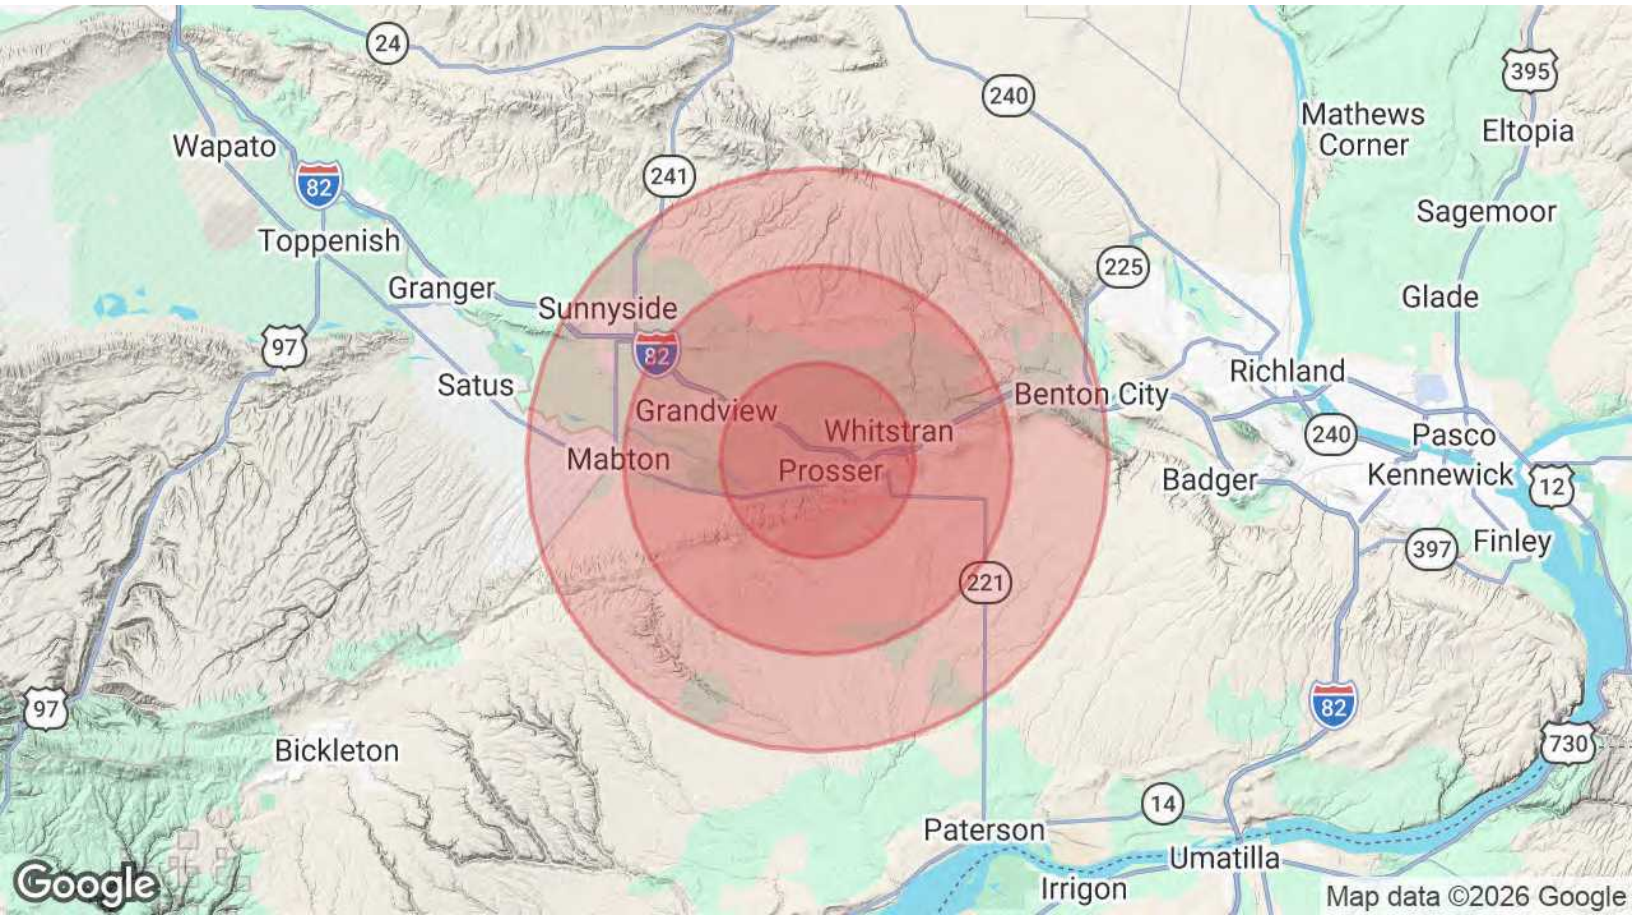 24
395
240
Mathews
Corner
Eltopia
Wapato
82
241
Sagemoor
Toppenish
225
Granger
Glade
Sunnyside
97
82
Richland
Satus
Benton City
Grandview
Whitstran
240
Pasco
Mabton
Prosser
Badger
Kennewick
12
397
Finley
221
97
82
Bickleton
730
14
Paterson
Umatilla
Irrigon
Google
Map data ©2026 Google